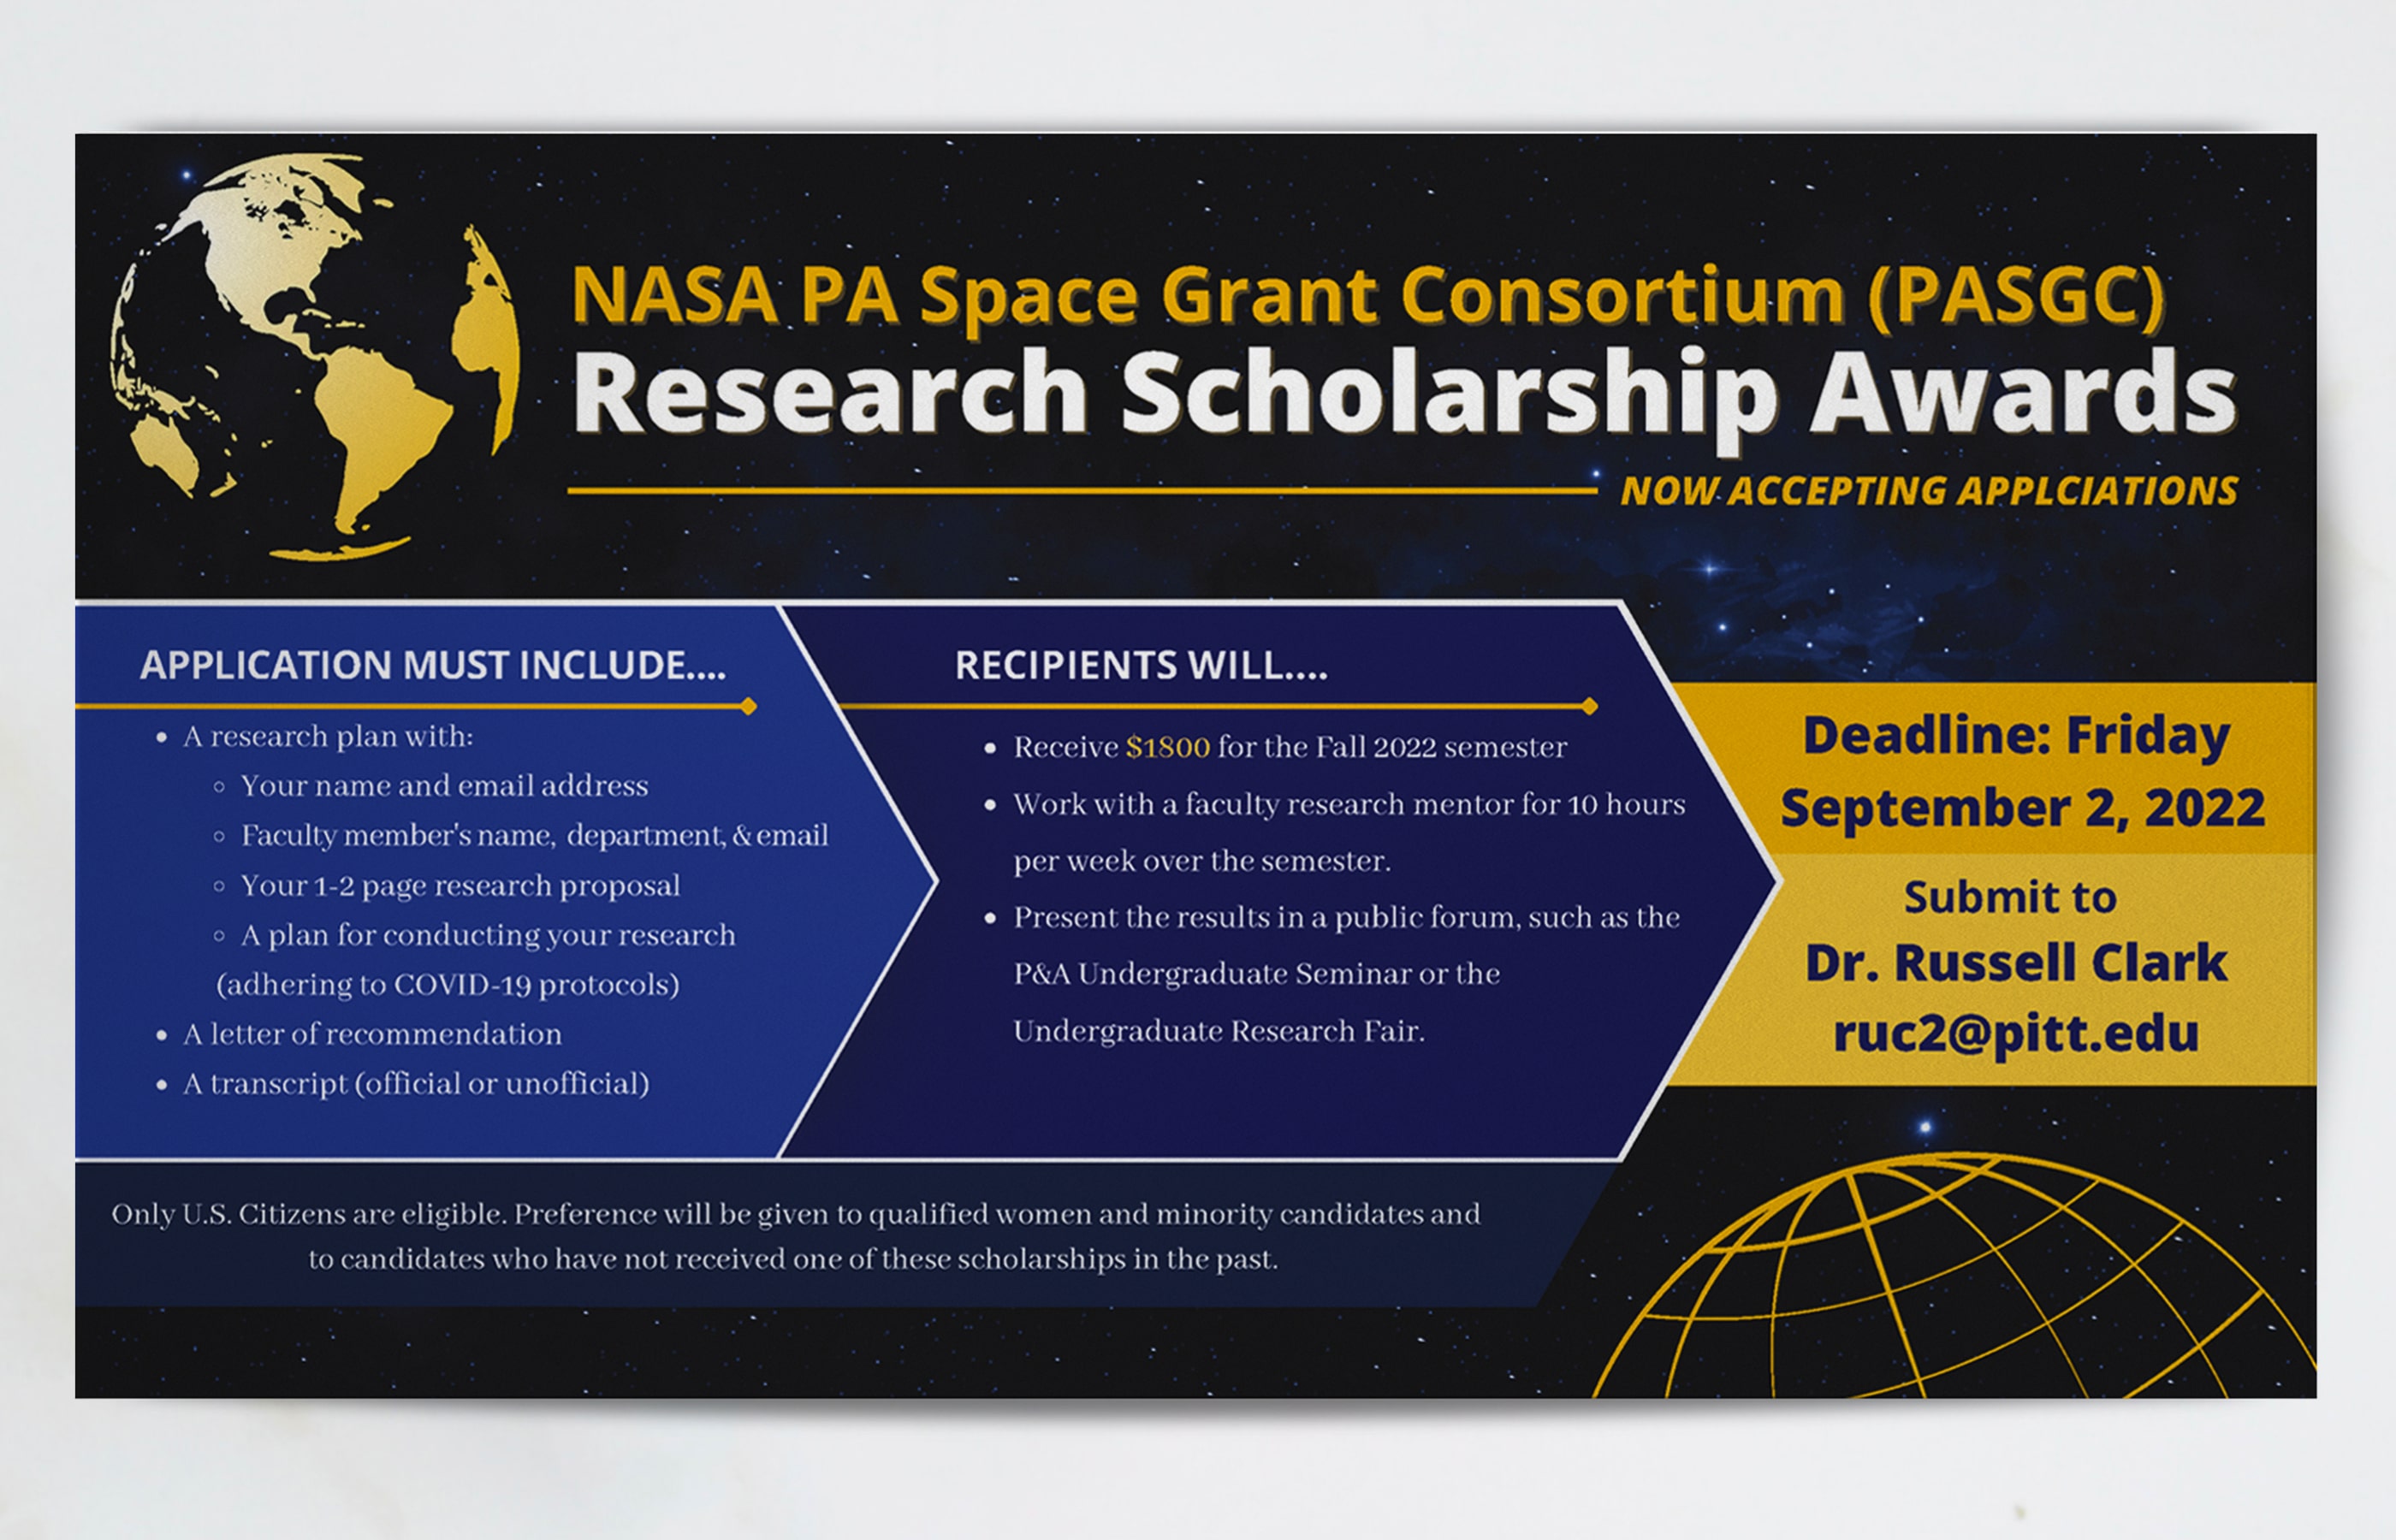 NASA PA Space Grant Consortium (PASGC)
Research Scholarship Awards
NOW ACCEPTING APPLCIATIONS
APPLICATION MUST INCLUDE....
• A research plan with:
◦ Your name and email address
◦ Faculty member's name, department, & email
◦ Your 1-2 page research proposal
◦ A plan for conducting your research
(adhering to COVID-19 protocols)
• A letter of recommendation
• A transcript (official or unofficial)
RECIPIENTS WILL....
• Receive $1800 for the Fall 2022 semester
• Work with a faculty research mentor for 10 hours
per week over the semester.
• Present the results in a public forum, such as the
P&A Undergraduate Seminar or the
Undergraduate Research Fair.
Deadline: Friday
September 2, 2022
Submit to
Dr. Russell Clark
ruc2@pitt.edu
Only U.S. Citizens are eligible. Preference will be given to qualified women and minority candidates and
to candidates who have not received one of these scholarships in the past.